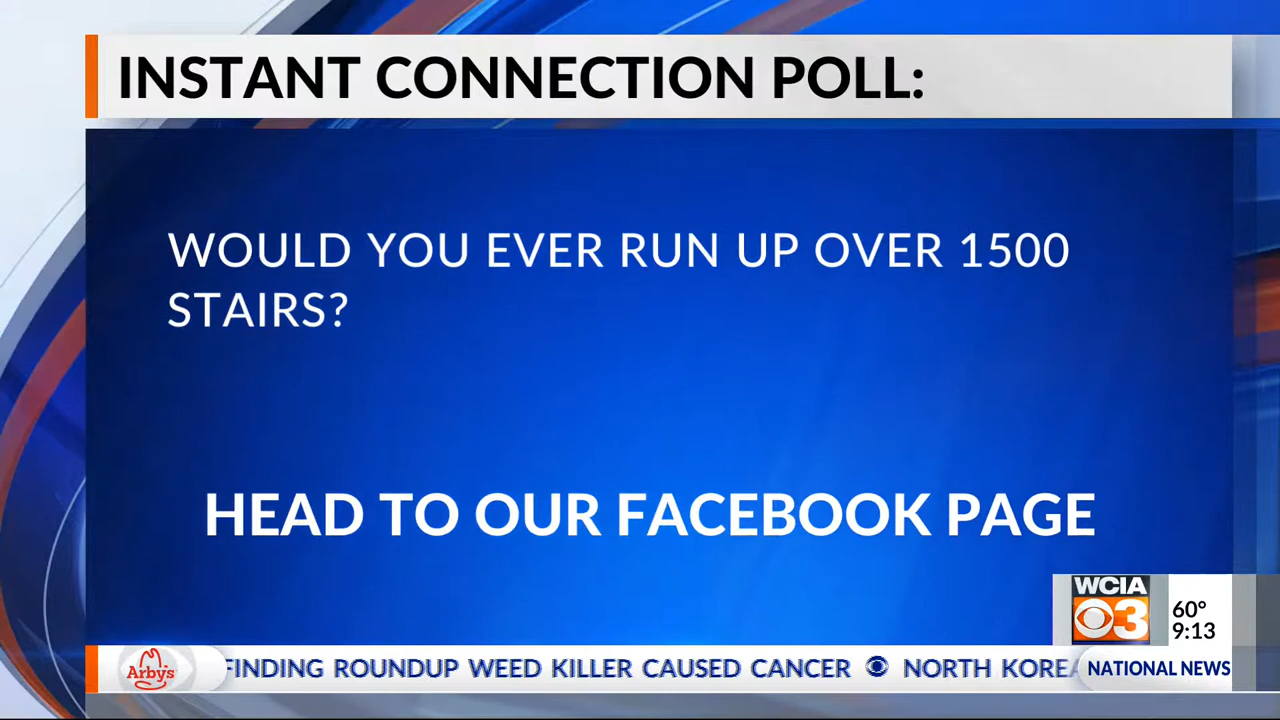 INSTANT CONNECTION POLL:
WOULD YOU EVER RUN UP OVER 1500
STAIRS?
HEAD TO OUR FACEBOOK PAGE
WCIA
3
60°
9:13
Arby's
FINDING ROUNDUP WEED KILLER CAUSED CANCER NORTH KOREA
NATIONAL NEWS